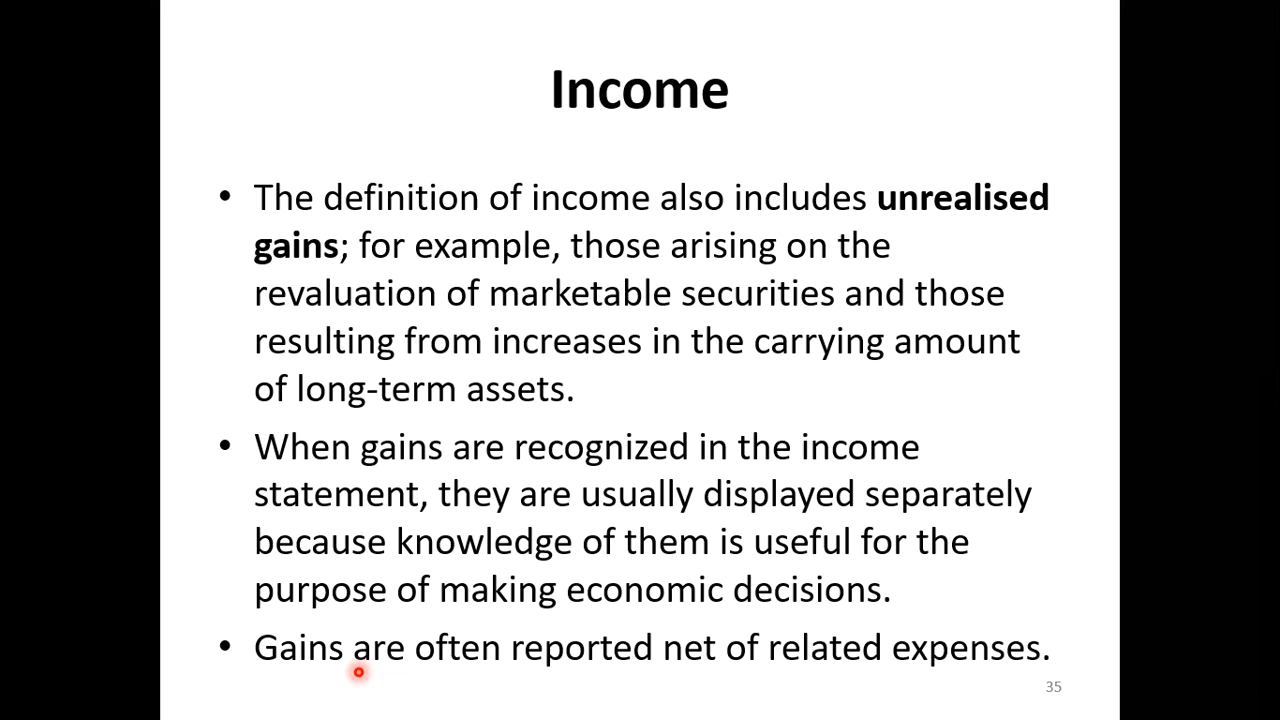 Income
• The definition of income also includes unrealised
gains; for example, those arising on the
revaluation of marketable securities and those
resulting from increases in the carrying amount
of long-term assets.
• When gains are recognized in the income
statement, they are usually displayed separately
because knowledge of them is useful for the
purpose of making economic decisions.
• Gains are often reported net of related expenses.
35